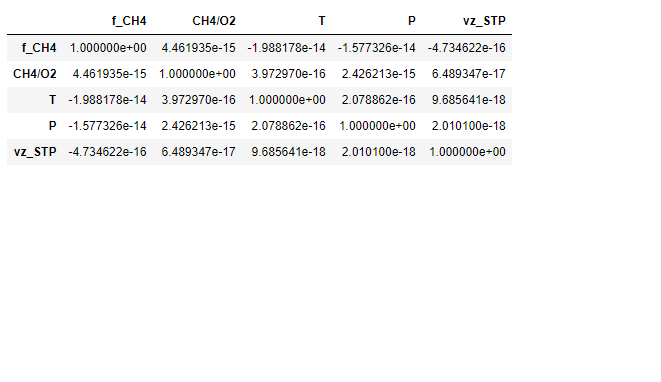 f_CH4 CH4/O2 T P vz_STP
f_CH4 1.000000e+00 4.461935e-15 -1.988178e-14 -1.577326e-14 -4.734622e-16
CH4/O2 4.461935e-15 1.000000e+00 3.972970e-16 2.426213e-15 6.489347e-17
T -1.988178e-14 3.972970e-16 1.000000e+00 2.078862e-16 9.685641e-18
P -1.577326e-14 2.426213e-15 2.078862e-16 1.000000e+00 2.010100e-18
vz_STP -4.734622e-16 6.489347e-17 9.685641e-18 2.010100e-18 1.000000e+00